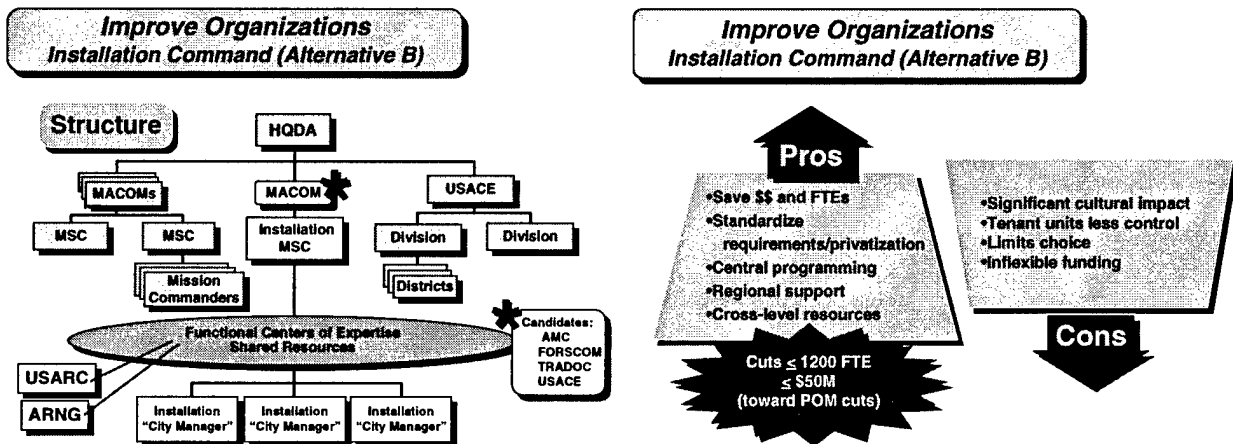 Improve Organizations
Installation Command (Alternative B)
Structure
HQDA
MACOMs
MACOM *
USACE
MSC
MSC
Installation
MSC
Division
Division
Mission
Commanders
Districts
Functional Centers of Expertise
Shared Resources
* Candidates:
AMC
FORSCOM
TRADOC
USACE
USARC
ARNG
Installation
"City Manager"
Installation
"City Manager"
Installation
"City Manager"
Improve Organizations
Installation Command (Alternative B)
Pros
•Save $$ and FTEs
•Standardize
requirements/privatization
•Central programming
•Regional support
•Cross-level resources
Cuts ≤ 1200 FTE
≤ $50M
(toward POM cuts)
•Significant cultural impact
•Tenant units less control
•Limits choice
•Inflexible funding
Cons